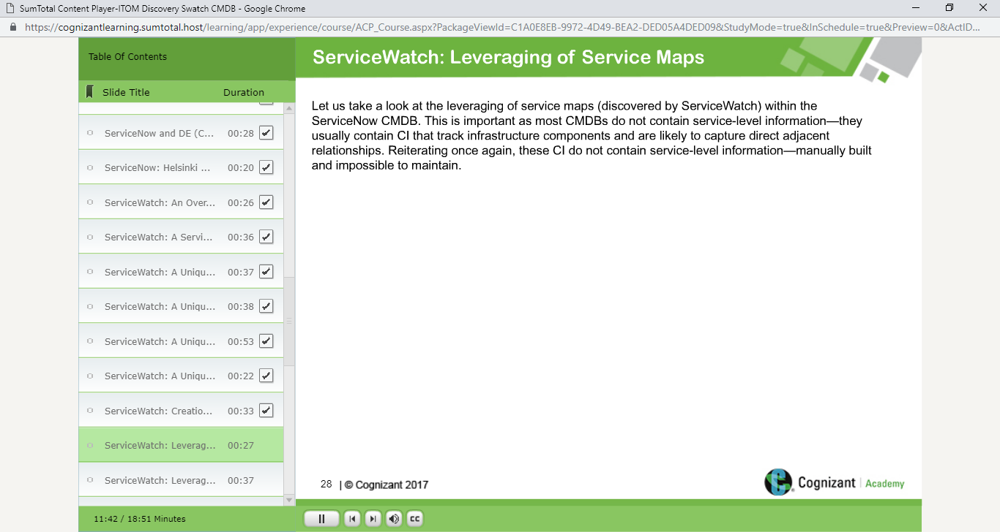 SumTotal Content Player-ITOM Discovery Swatch CMDB - Google Chrome
https://cognizantlearning.sumtotal.host/learning/app/experience/course/ACP_Course.aspx?PackageViewId=C1A0E8EB-9972-4D49-BEA2-DED05A4DED09&StudyMode=true&InSchedule=true&Preview=0&ActID...
Table Of Contents
Slide Title Duration
ServiceNow and DE (C... 00:28
ServiceNow: Helsinki ... 00:20
ServiceWatch: An Over... 00:26
ServiceWatch: A Servi... 00:36
ServiceWatch: A Uniqu... 00:37
ServiceWatch: A Uniqu... 00:38
ServiceWatch: A Uniqu... 00:53
ServiceWatch: A Uniqu... 00:22
ServiceWatch: Creatio... 00:33
ServiceWatch: Leverag... 00:27
ServiceWatch: Leverag... 00:37
11:42 / 18:51 Minutes
ServiceWatch: Leveraging of Service Maps
Let us take a look at the leveraging of service maps (discovered by ServiceWatch) within the
ServiceNow CMDB. This is important as most CMDBs do not contain service-level information—they
usually contain CI that track infrastructure components and are likely to capture direct adjacent
relationships. Reiterating once again, these CI do not contain service-level information—manually built
and impossible to maintain.
28 | © Cognizant 2017
Cognizant | Academy
CC